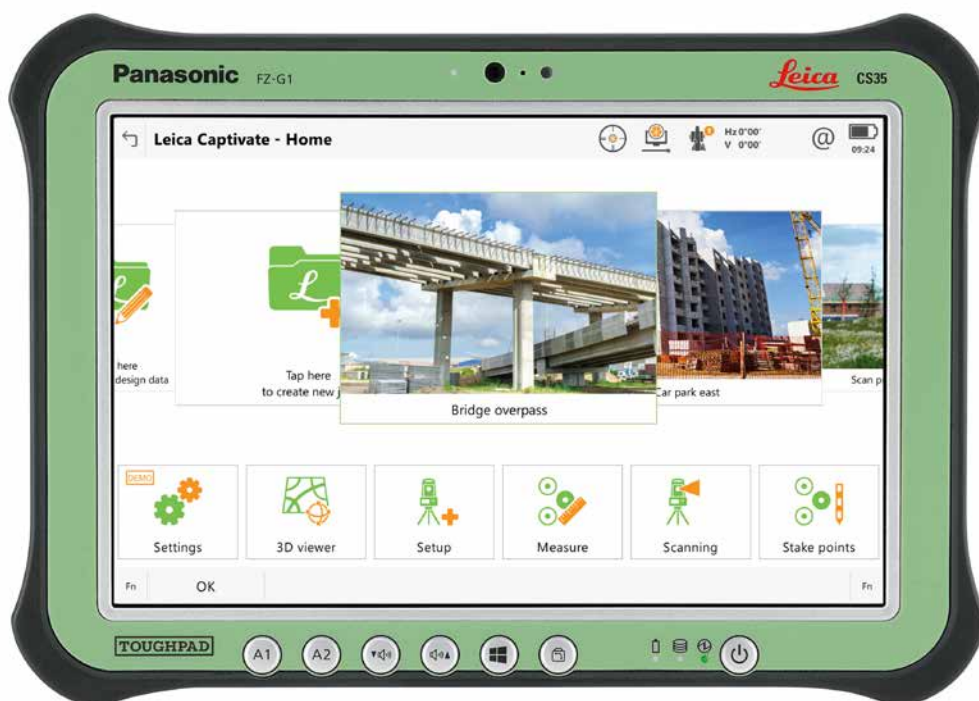 Panasonic FZ-G1
Leica CS35
Leica Captivate - Home
Hz 0°00'
V 0°00'
@
09:24
here
design data
Tap here
to create new j
Bridge overpass
Car park east
Scan p
DEMO
Settings
3D viewer
Setup
Measure
Scanning
Stake points
Fn
OK
Fn
TOUGHPAD
A1
A2